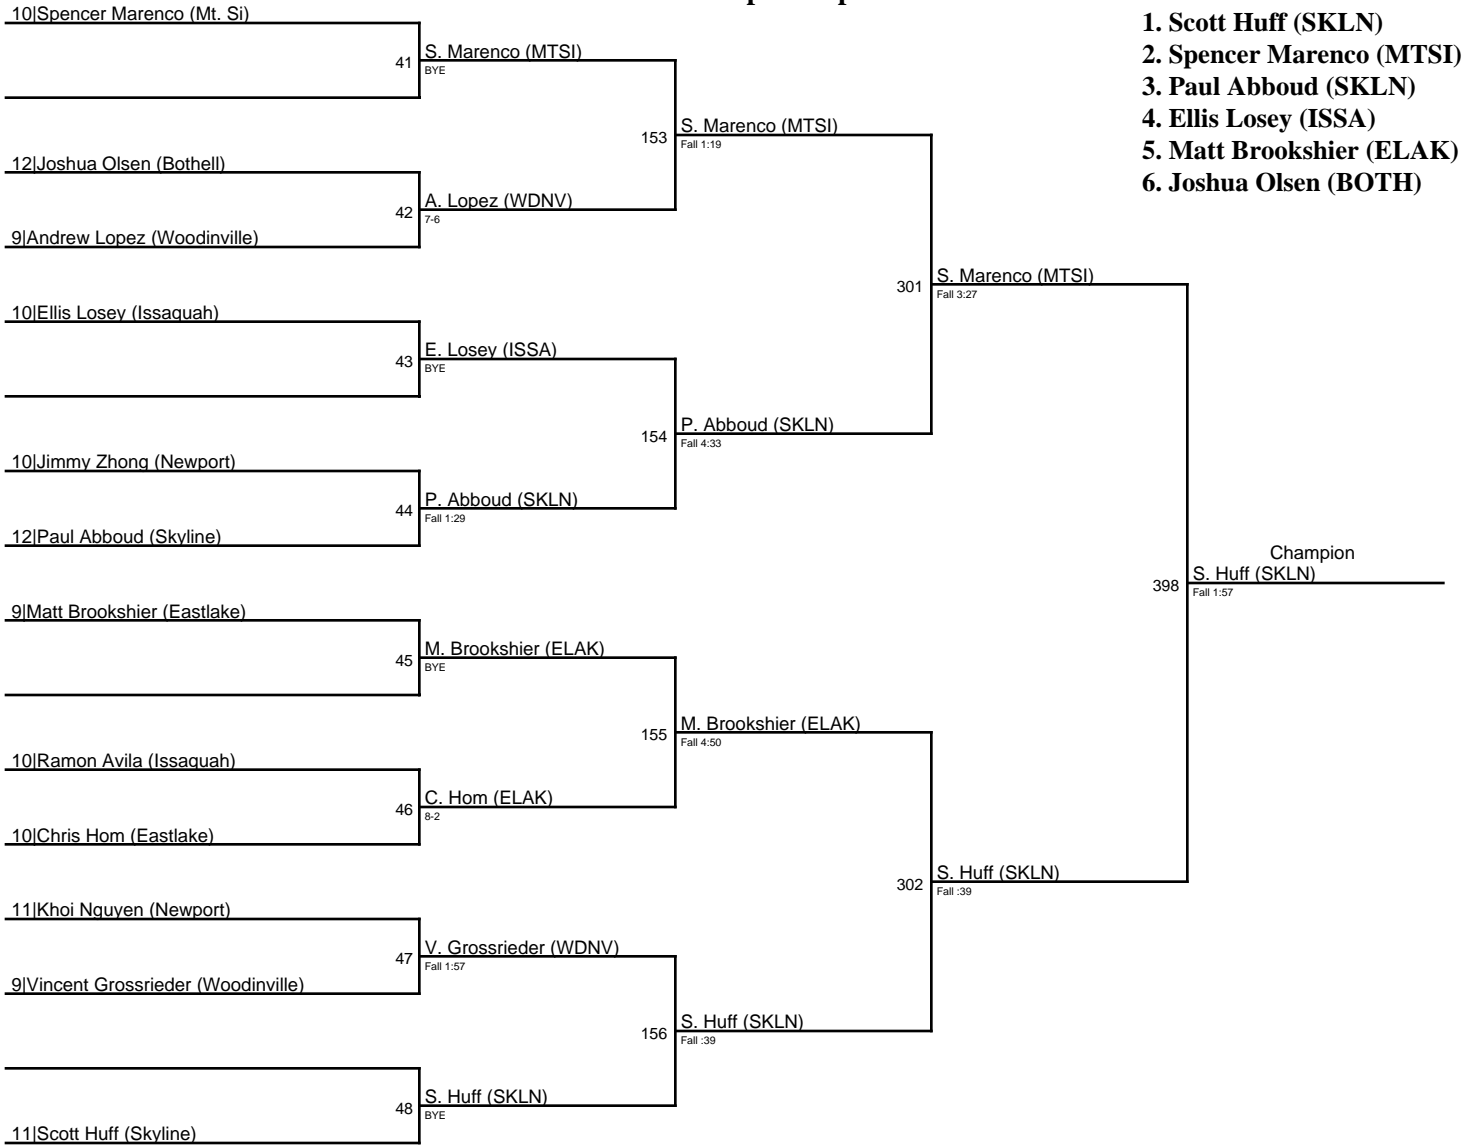 10|Spencer Marenco (Mt. Si)
41
S. Marenco (MTSI)
BYE
12|Joshua Olsen (Bothell)
9|Andrew Lopez (Woodinville)
42
A. Lopez (WDNV)
7-6
153
S. Marenco (MTSI)
Fall 1:19
10|Ellis Losey (Issaquah)
43
E. Losey (ISSA)
BYE
10|Jimmy Zhong (Newport)
12|Paul Abboud (Skyline)
44
P. Abboud (SKLN)
Fall 1:29
154
P. Abboud (SKLN)
Fall 4:33
301
S. Marenco (MTSI)
Fall 3:27
9|Matt Brookshier (Eastlake)
45
M. Brookshier (ELAK)
BYE
10|Ramon Avila (Issaquah)
10|Chris Hom (Eastlake)
46
C. Hom (ELAK)
8-2
155
M. Brookshier (ELAK)
Fall 4:50
11|Khoi Nguyen (Newport)
9|Vincent Grossrieder (Woodinville)
47
V. Grossrieder (WDNV)
Fall 1:57
11|Scott Huff (Skyline)
48
S. Huff (SKLN)
BYE
156
S. Huff (SKLN)
Fall :39
302
S. Huff (SKLN)
Fall :39
398
Champion
S. Huff (SKLN)
Fall 1:57
1. Scott Huff (SKLN)
2. Spencer Marenco (MTSI)
3. Paul Abboud (SKLN)
4. Ellis Losey (ISSA)
5. Matt Brookshier (ELAK)
6. Joshua Olsen (BOTH)